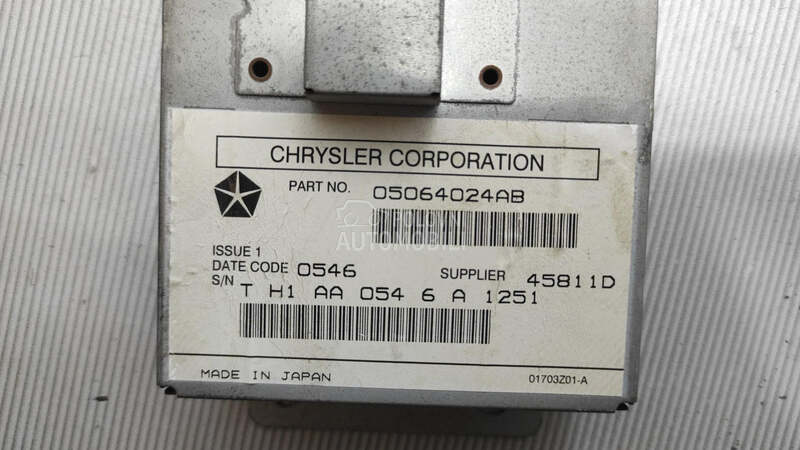 CHRYSLER CORPORATION
PART NO. 05064024AB
AUTOMOBILI
ISSUE 1
DATE CODE 0546 SUPPLIER 45811D
S/N T H1 AA 054 6 A 1251
MADE IN JAPAN 01703Z01-A